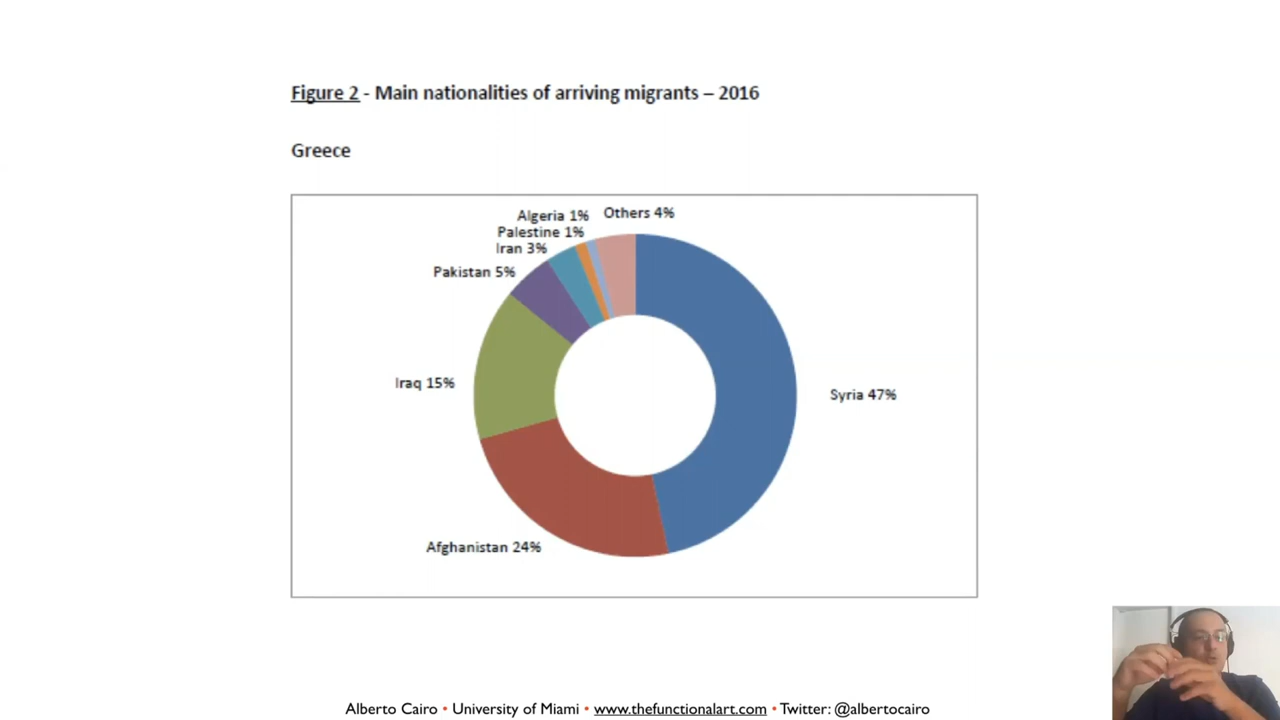 Figure 2 - Main nationalities of arriving migrants – 2016
Greece
Algeria 1%
Others 4%
Palestine 1%
Iran 3%
Pakistan 5%
Iraq 15%
Syria 47%
Afghanistan 24%
Alberto Cairo • University of Miami • www.thefunctionalart.com • Twitter: @albertocairo